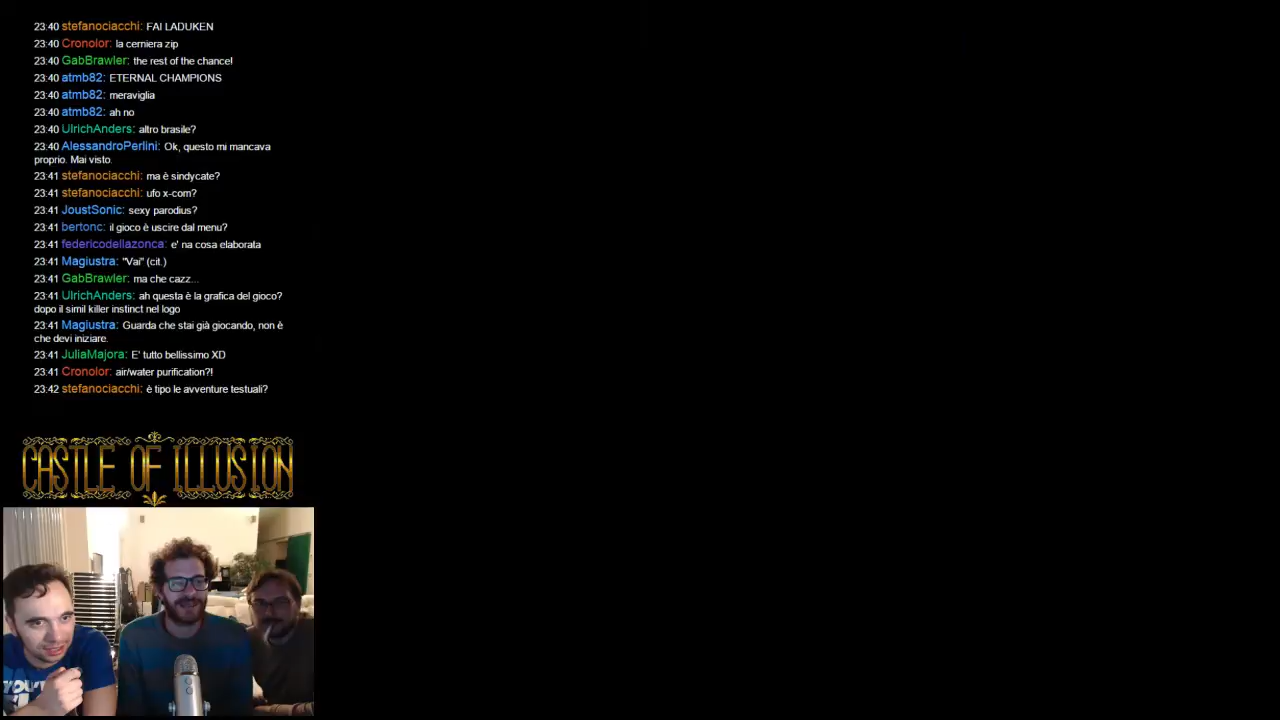 23:40 stefanociacchi: FAI LADUKEN
23:40 Cronolor: la cerniera zip
23:40 GabBrawler: the rest of the chance!
23:40 atmb82: ETERNAL CHAMPIONS
23:40 atmb82: meraviglia
23:40 atmb82: ah no
23:40 UlrichAnders: altro brasile?
23:40 AlessandroPerlini: Ok, questo mi mancava
proprio. Mai visto.
23:41 stefanociacchi: ma è sindycate?
23:41 stefanociacchi: ufo x-com?
23:41 JoustSonic: sexy parodius?
23:41 bertonc: il gioco è uscire dal menu?
23:41 federicodellazonca: e' na cosa elaborata
23:41 Magiustra: "Vai" (cit.)
23:41 GabBrawler: ma che cazz...
23:41 UlrichAnders: ah questa è la grafica del gioco?
dopo il simil killer instinct nel logo
23:41 Magiustra: Guarda che stai già giocando, non è
che devi iniziare.
23:41 JuliaMajora: E' tutto bellissimo XD
23:41 Cronolor: air/water purification?!
23:42 stefanociacchi: è tipo le avventure testuali?
CASTLE OF ILLUSION